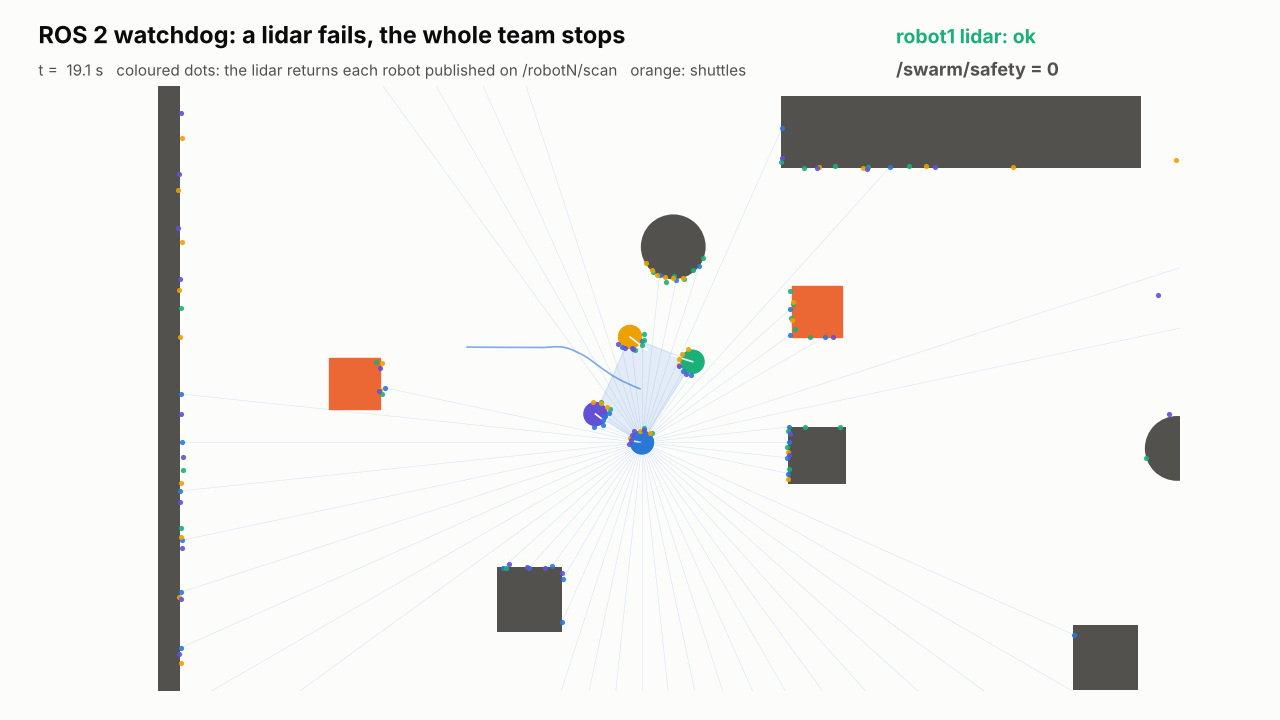 ROS 2 watchdog: a lidar fails, the whole team stops
robot1 lidar: ok
t =  19.1 s   coloured dots: the lidar returns each robot published on /robotN/scan   orange: shuttles
/swarm/safety = 0